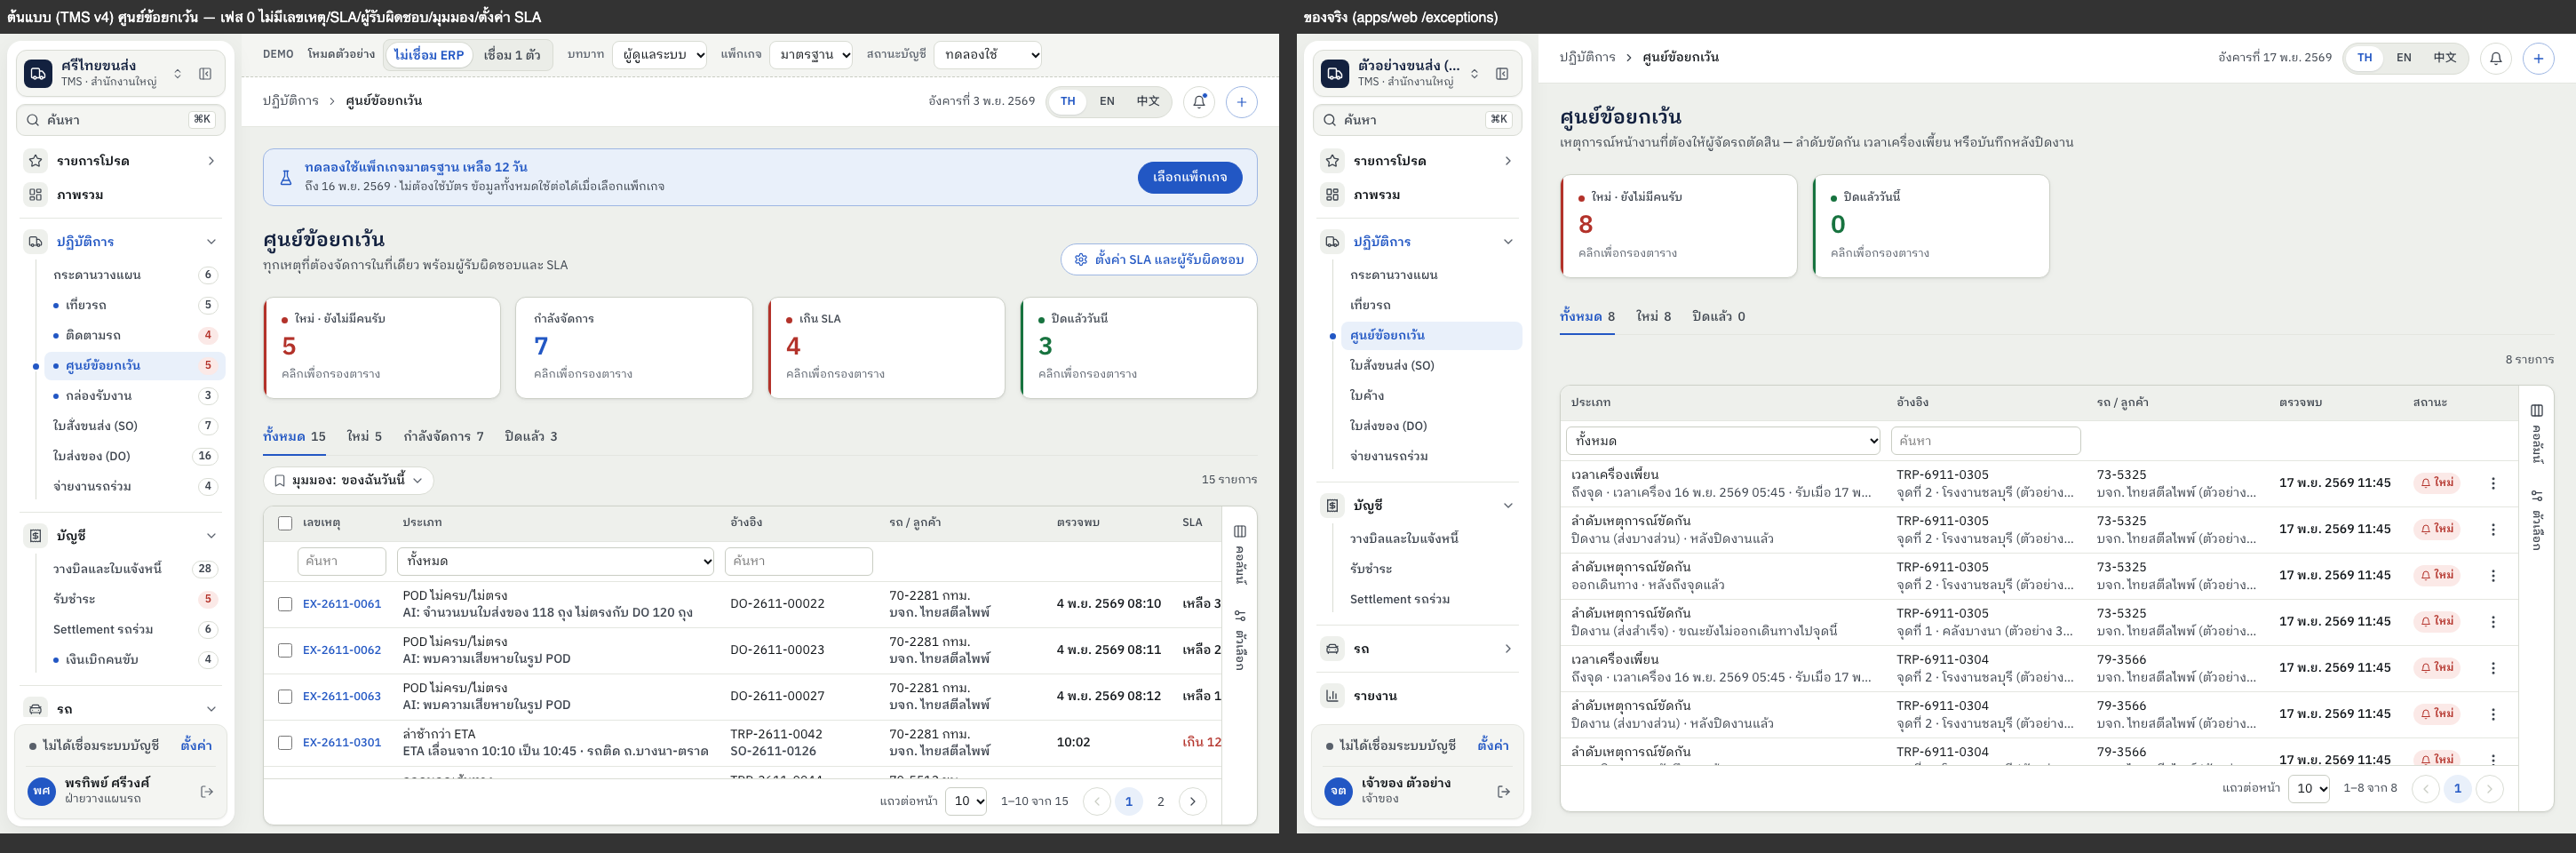 ต้นแบบ (TMS v4) ศูนย์ข้อยกเว้น — เฟส 0 ไม่มีเลขเหตุ/SLA/ผู้รับผิดชอบ/มุมมอง/ตั้งค่า SLA
ศรีไทยขนส่ง
TMS · สำนักงานใหญ่
ค้นหา ⌘K
รายการโปรด
ภาพรวม
ปฏิบัติการ
กระดานวางแผน 6
เที่ยวรถ 5
ติดตามรถ 4
ศูนย์ข้อยกเว้น 5
กล่องรับงาน 3
ใบสั่งขนส่ง (SO) 7
ใบส่งของ (DO) 16
จ่ายงานรถร่วม 4
บัญชี
วางบิลและใบแจ้งหนี้ 28
รับชำระ 5
Settlement รถร่วม 6
เงินเบิกคนขับ 4
รถ
ไม่ได้เชื่อมระบบบัญชี ตั้งค่า
พศ พรทิพย์ ศรีวงศ์
ฝ่ายวางแผนรถ
DEMO โหมดตัวอย่าง ไม่เชื่อม ERP เชื่อม 1 ตัว บทบาท ผู้ดูแลระบบ แพ็กเกจ มาตรฐาน สถานะบัญชี ทดลองใช้
ปฏิบัติการ > ศูนย์ข้อยกเว้น อังคารที่ 3 พ.ย. 2569 TH EN 中文
ทดลองใช้แพ็กเกจมาตรฐาน เหลือ 12 วัน
ถึง 16 พ.ย. 2569 · ไม่ต้องใช้บัตร ข้อมูลทั้งหมดใช้ต่อได้เมื่อเลือกแพ็กเกจ
เลือกแพ็กเกจ
ศูนย์ข้อยกเว้น
ทุกเหตุที่ต้องจัดการในที่เดียว พร้อมผู้รับผิดชอบและ SLA
ตั้งค่า SLA และผู้รับผิดชอบ
ใหม่ · ยังไม่มีคนรับ
5
คลิกเพื่อกรองตาราง
กำลังจัดการ
7
คลิกเพื่อกรองตาราง
เกิน SLA
4
คลิกเพื่อกรองตาราง
ปิดแล้ววันนี้
3
คลิกเพื่อกรองตาราง
ทั้งหมด 15 ใหม่ 5 กำลังจัดการ 7 ปิดแล้ว 3
มุมมอง: ของฉันวันนี้ 15 รายการ
เลขเหตุ ประเภท อ้างอิง รถ / ลูกค้า ตรวจพบ SLA
ค้นหา ทั้งหมด ค้นหา
EX-2611-0061 POD ไม่ครบ/ไม่ตรง DO-2611-00022 70-2281 กทม. 4 พ.ย. 2569 08:10 เหลือ 3
AI: จำนวนบนใบส่งของ 118 ถุง ไม่ตรงกับ DO 120 ถุง บจก. ไทยสตีลไพพ์
EX-2611-0062 POD ไม่ครบ/ไม่ตรง DO-2611-00023 70-2281 กทม. 4 พ.ย. 2569 08:11 เหลือ 2
AI: พบความเสียหายในรูป POD บจก. ไทยสตีลไพพ์
EX-2611-0063 POD ไม่ครบ/ไม่ตรง DO-2611-00027 70-2281 กทม. 4 พ.ย. 2569 08:12 เหลือ 1
AI: พบความเสียหายในรูป POD บจก. ไทยสตีลไพพ์
EX-2611-0301 ล่าช้ากว่า ETA TRP-2611-0042 70-2281 กทม. 10:02 เกิน 12
ETA เลื่อนจาก 10:10 เป็น 10:45 · รถติด ถ.บางนา-ตราด SO-2611-0126 บจก. ไทยสตีลไพพ์
คอลัมน์
ตัวเลือก
แถวต่อหน้า 10 1–10 จาก 15 1 2
ของจริง (apps/web /exceptions)
ตัวอย่างขนส่ง (...
TMS · สำนักงานใหญ่
ค้นหา ⌘K
รายการโปรด
ภาพรวม
ปฏิบัติการ
กระดานวางแผน
เที่ยวรถ
ศูนย์ข้อยกเว้น
ใบสั่งขนส่ง (SO)
ใบค้าง
ใบส่งของ (DO)
จ่ายงานรถร่วม
บัญชี
วางบิลและใบแจ้งหนี้
รับชำระ
Settlement รถร่วม
รถ
รายงาน
ไม่ได้เชื่อมระบบบัญชี ตั้งค่า
จต เจ้าของ ตัวอย่าง
เจ้าของ
ปฏิบัติการ > ศูนย์ข้อยกเว้น อังคารที่ 17 พ.ย. 2569 TH EN 中文
ศูนย์ข้อยกเว้น
เหตุการณ์หน้างานที่ต้องให้ผู้จัดรถตัดสิน — ลำดับขัดกัน เวลาเครื่องเพี้ยน หรือบันทึกหลังปิดงาน
ใหม่ · ยังไม่มีคนรับ
8
คลิกเพื่อกรองตาราง
ปิดแล้ววันนี้
0
คลิกเพื่อกรองตาราง
ทั้งหมด 8 ใหม่ 8 ปิดแล้ว 0
8 รายการ
ประเภท อ้างอิง รถ / ลูกค้า ตรวจพบ สถานะ
ทั้งหมด ค้นหา
เวลาเครื่องเพี้ยน TRP-6911-0305 73-5325 17 พ.ย. 2569 11:45 ใหม่
ถึงจุด · เวลาเครื่อง 16 พ.ย. 2569 05:45 · รับเมื่อ 17 พ... จุดที่ 2 · โรงงานชลบุรี (ตัวอย่าง... บจก. ไทยสตีลไพพ์ (ตัวอย่าง...
ลำดับเหตุการณ์ขัดกัน TRP-6911-0305 73-5325 17 พ.ย. 2569 11:45 ใหม่
ปิดงาน (ส่งบางส่วน) · หลังปิดงานแล้ว จุดที่ 2 · โรงงานชลบุรี (ตัวอย่าง... บจก. ไทยสตีลไพพ์ (ตัวอย่าง...
ลำดับเหตุการณ์ขัดกัน TRP-6911-0305 73-5325 17 พ.ย. 2569 11:45 ใหม่
ออกเดินทาง · หลังถึงจุดแล้ว จุดที่ 2 · โรงงานชลบุรี (ตัวอย่าง... บจก. ไทยสตีลไพพ์ (ตัวอย่าง...
ลำดับเหตุการณ์ขัดกัน TRP-6911-0305 73-5325 17 พ.ย. 2569 11:45 ใหม่
ปิดงาน (ส่งสำเร็จ) · ขณะยังไม่ออกเดินทางไปจุดนี้ จุดที่ 1 · คลังบางนา (ตัวอย่าง 3... บจก. ไทยสตีลไพพ์ (ตัวอย่าง...
เวลาเครื่องเพี้ยน TRP-6911-0304 79-3566 17 พ.ย. 2569 11:45 ใหม่
ถึงจุด · เวลาเครื่อง 16 พ.ย. 2569 05:45 · รับเมื่อ 17 พ... จุดที่ 2 · โรงงานชลบุรี (ตัวอย่าง... บจก. ไทยสตีลไพพ์ (ตัวอย่าง...
ลำดับเหตุการณ์ขัดกัน TRP-6911-0304 79-3566 17 พ.ย. 2569 11:45 ใหม่
ปิดงาน (ส่งบางส่วน) · หลังปิดงานแล้ว จุดที่ 2 · โรงงานชลบุรี (ตัวอย่าง... บจก. ไทยสตีลไพพ์ (ตัวอย่าง...
ลำดับเหตุการณ์ขัดกัน TRP-6911-0304 79-3566 17 พ.ย. 2569 11:45 ใหม่
คอลัมน์
ตัวเลือก
แถวต่อหน้า 10 1–8 จาก 8 1